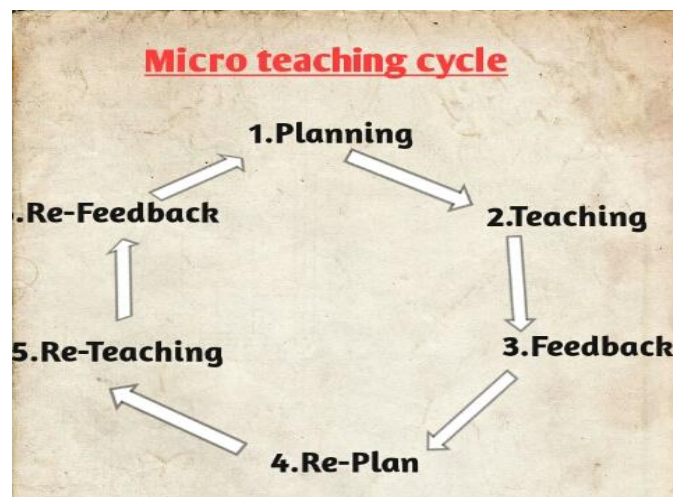 Micro teaching cycle
1.Planning
2.Teaching
3.Feedback
4.Re-Plan
5.Re-Teaching
.Re-Feedback